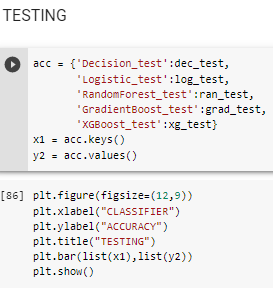 TESTING
acc = {'Decision_test':dec_test,
'Logistic_test':log_test,
'RandomForest_test':ran_test,
'GradientBoost_test':grad_test,
'XGBoost_test':xg_test}
x1 = acc.keys()
y2 = acc.values()
[86] plt.figure(figsize=(12,9))
plt.xlabel("CLASSIFIER")
plt.ylabel("ACCURACY")
plt.title("TESTING")
plt.bar(list(x1),list(y2))
plt.show()